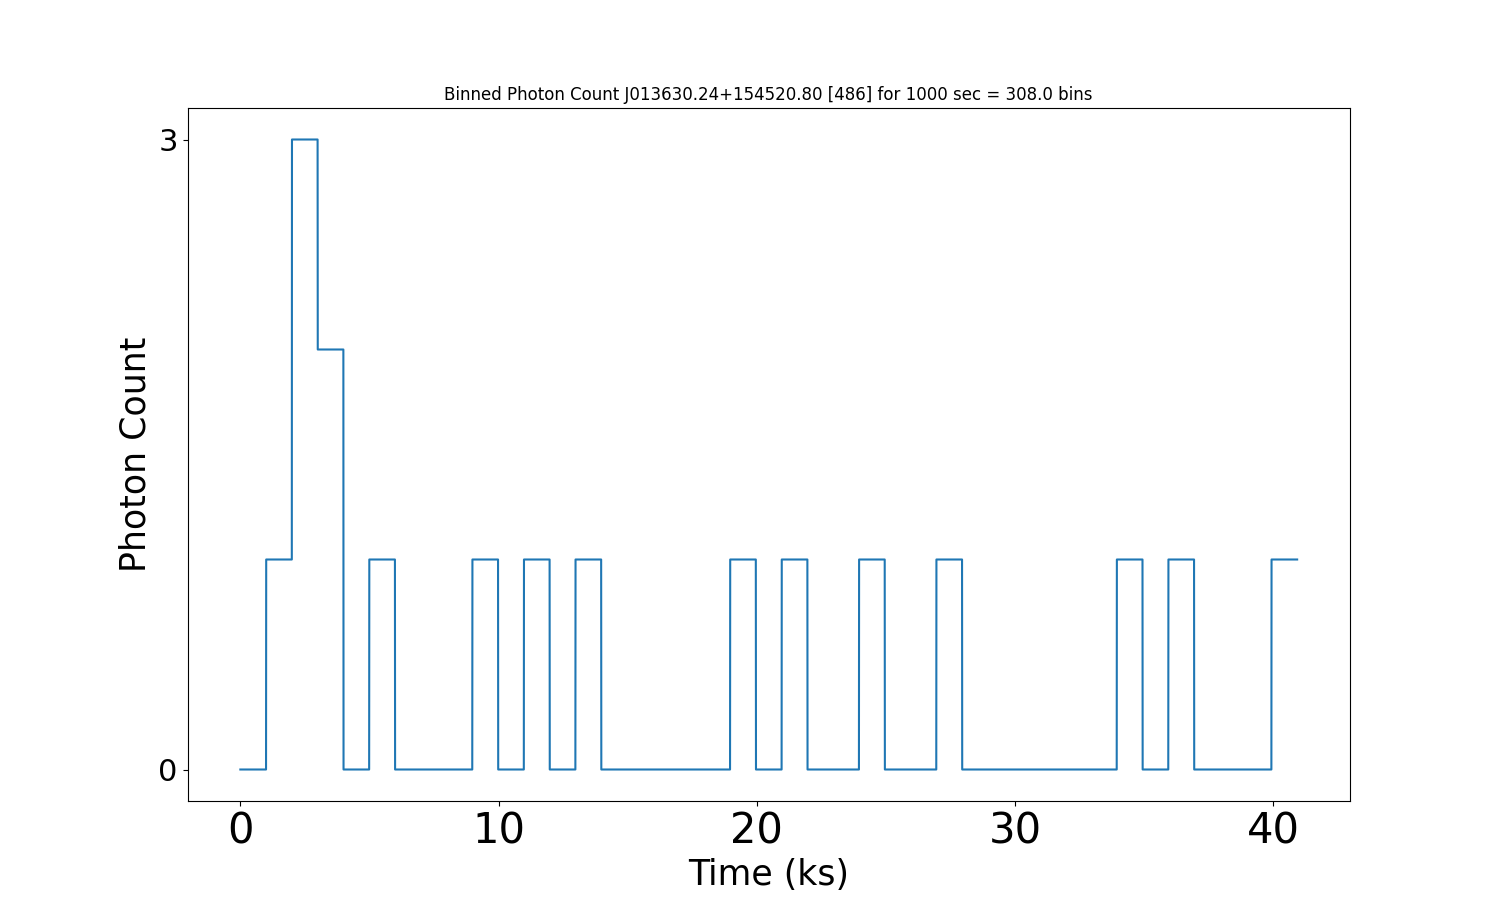 Binned Photon Count J013630.24+154520.80 [486] for 1000 sec = 308.0 bins
3
Photon Count
0
0 10 20 30 40
Time (ks)